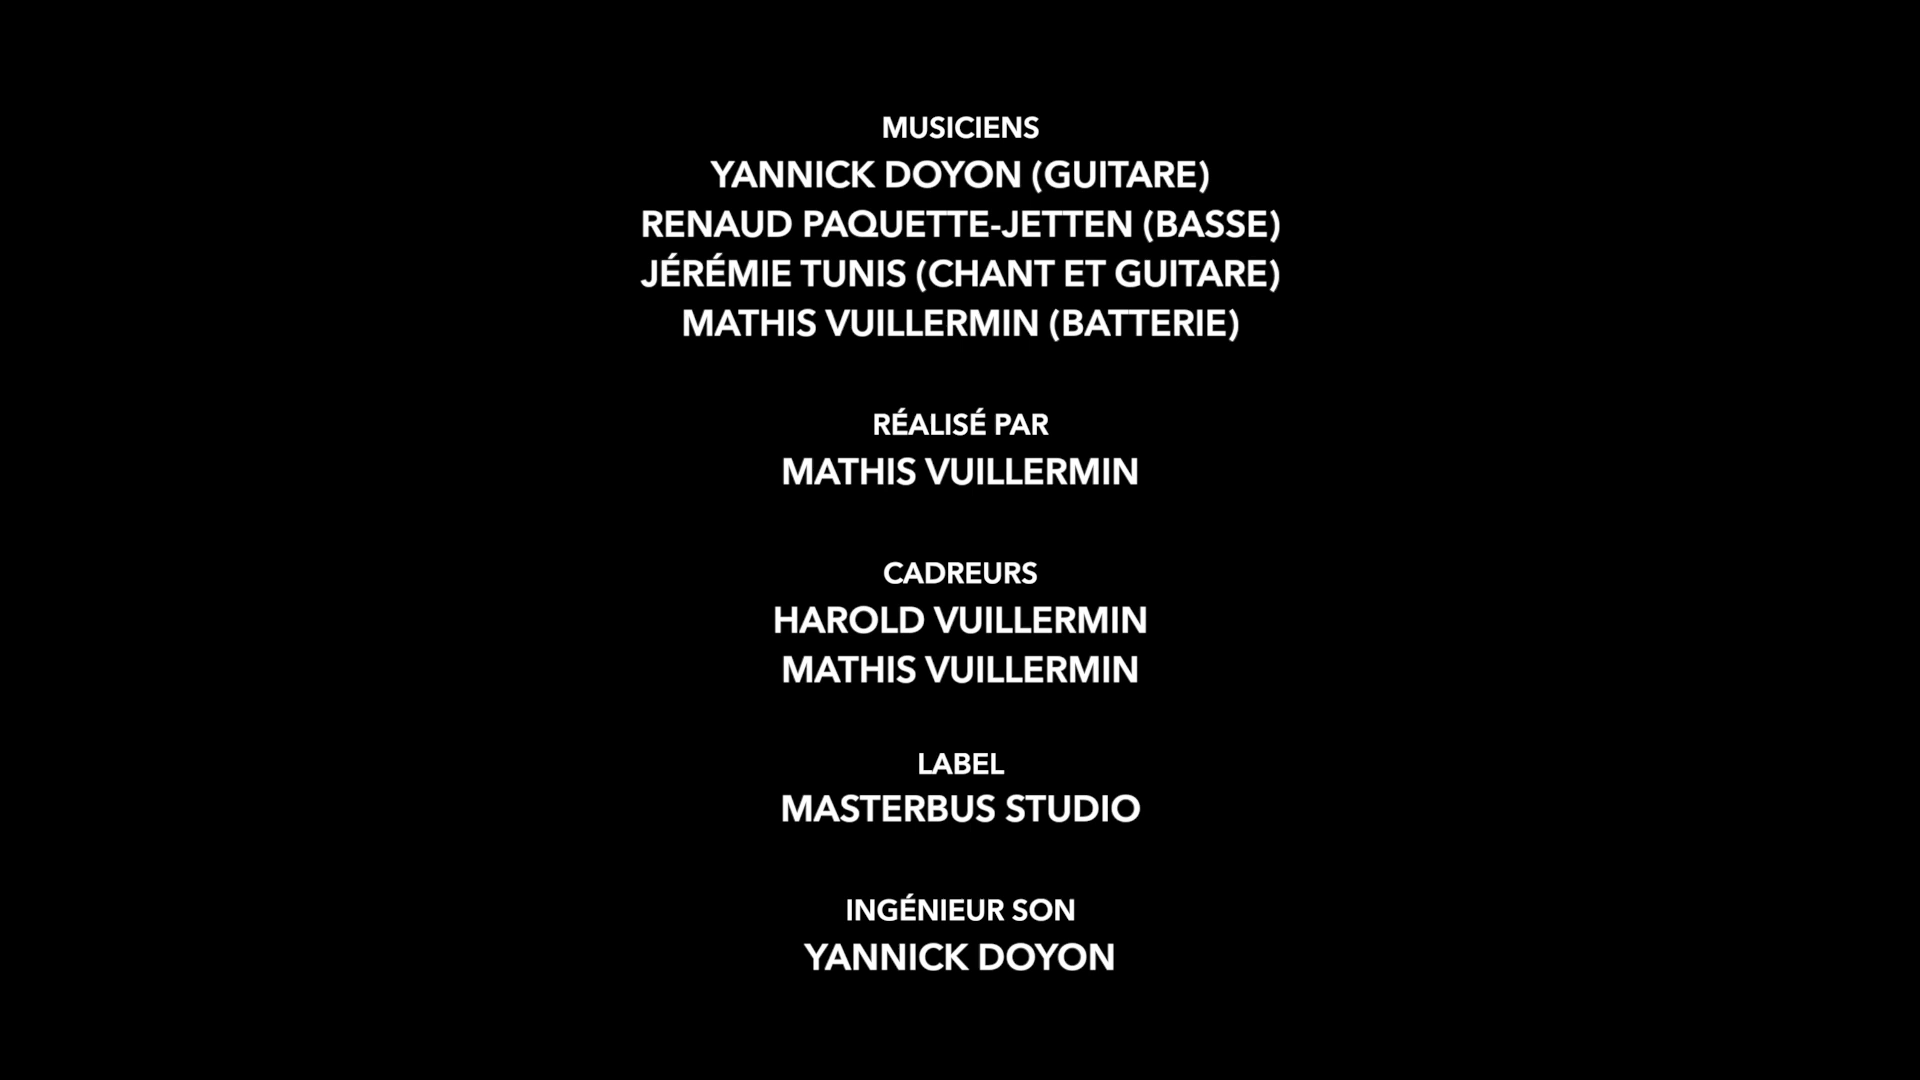 MUSICIENS
YANNICK DOYON (GUITARE)
RENAUD PAQUETTE-JETTEN (BASSE)
JÉRÉMIE TUNIS (CHANT ET GUITARE)
MATHIS VUILLERMIN (BATTERIE)
RÉALISÉ PAR
MATHIS VUILLERMIN
CADREURS
HAROLD VUILLERMIN
MATHIS VUILLERMIN
LABEL
MASTERBUS STUDIO
INGÉNIEUR SON
YANNICK DOYON